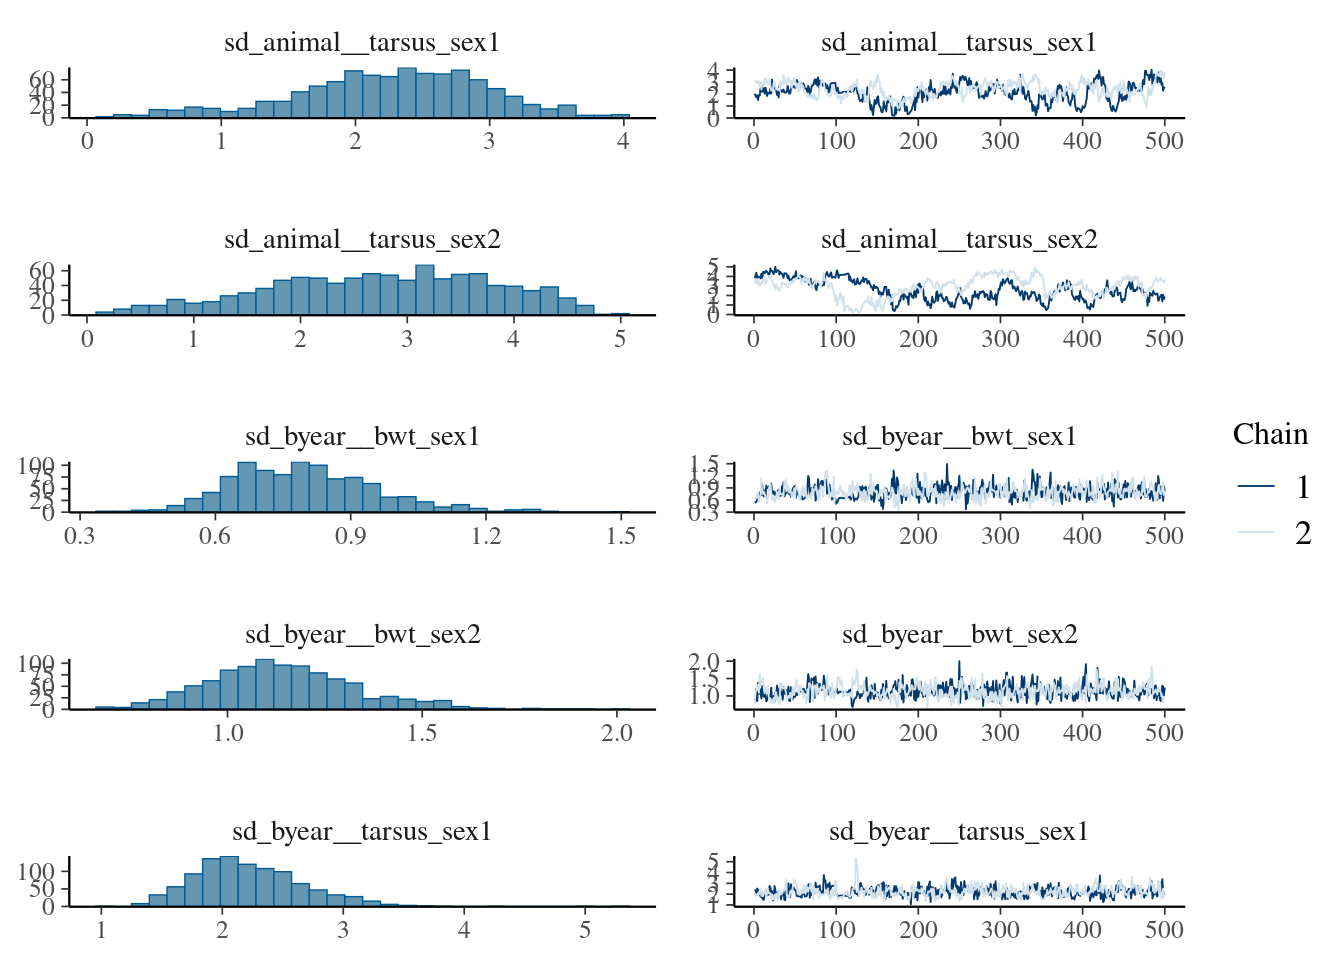 sd_animal__tarsus_sex1
60
40
20
0
0 1 2 3 4
sd_animal__tarsus_sex1
4
3
2
1
0
0 100 200 300 400 500
sd_animal__tarsus_sex2
60
40
20
0
0 1 2 3 4 5
sd_animal__tarsus_sex2
5
4
3
2
1
0
0 100 200 300 400 500
sd_byear__bwt_sex1
100
75
50
25
0
0.3 0.6 0.9 1.2 1.5
sd_byear__bwt_sex1
1.5
1.2
0.9
0.6
0.3
0 100 200 300 400 500
sd_byear__bwt_sex2
100
75
50
25
0
1.0 1.5 2.0
sd_byear__bwt_sex2
2.0
1.5
1.0
0 100 200 300 400 500
sd_byear__tarsus_sex1
100
50
0
1 2 3 4 5
sd_byear__tarsus_sex1
5
4
3
2
1
0 100 200 300 400 500
Chain
1
2